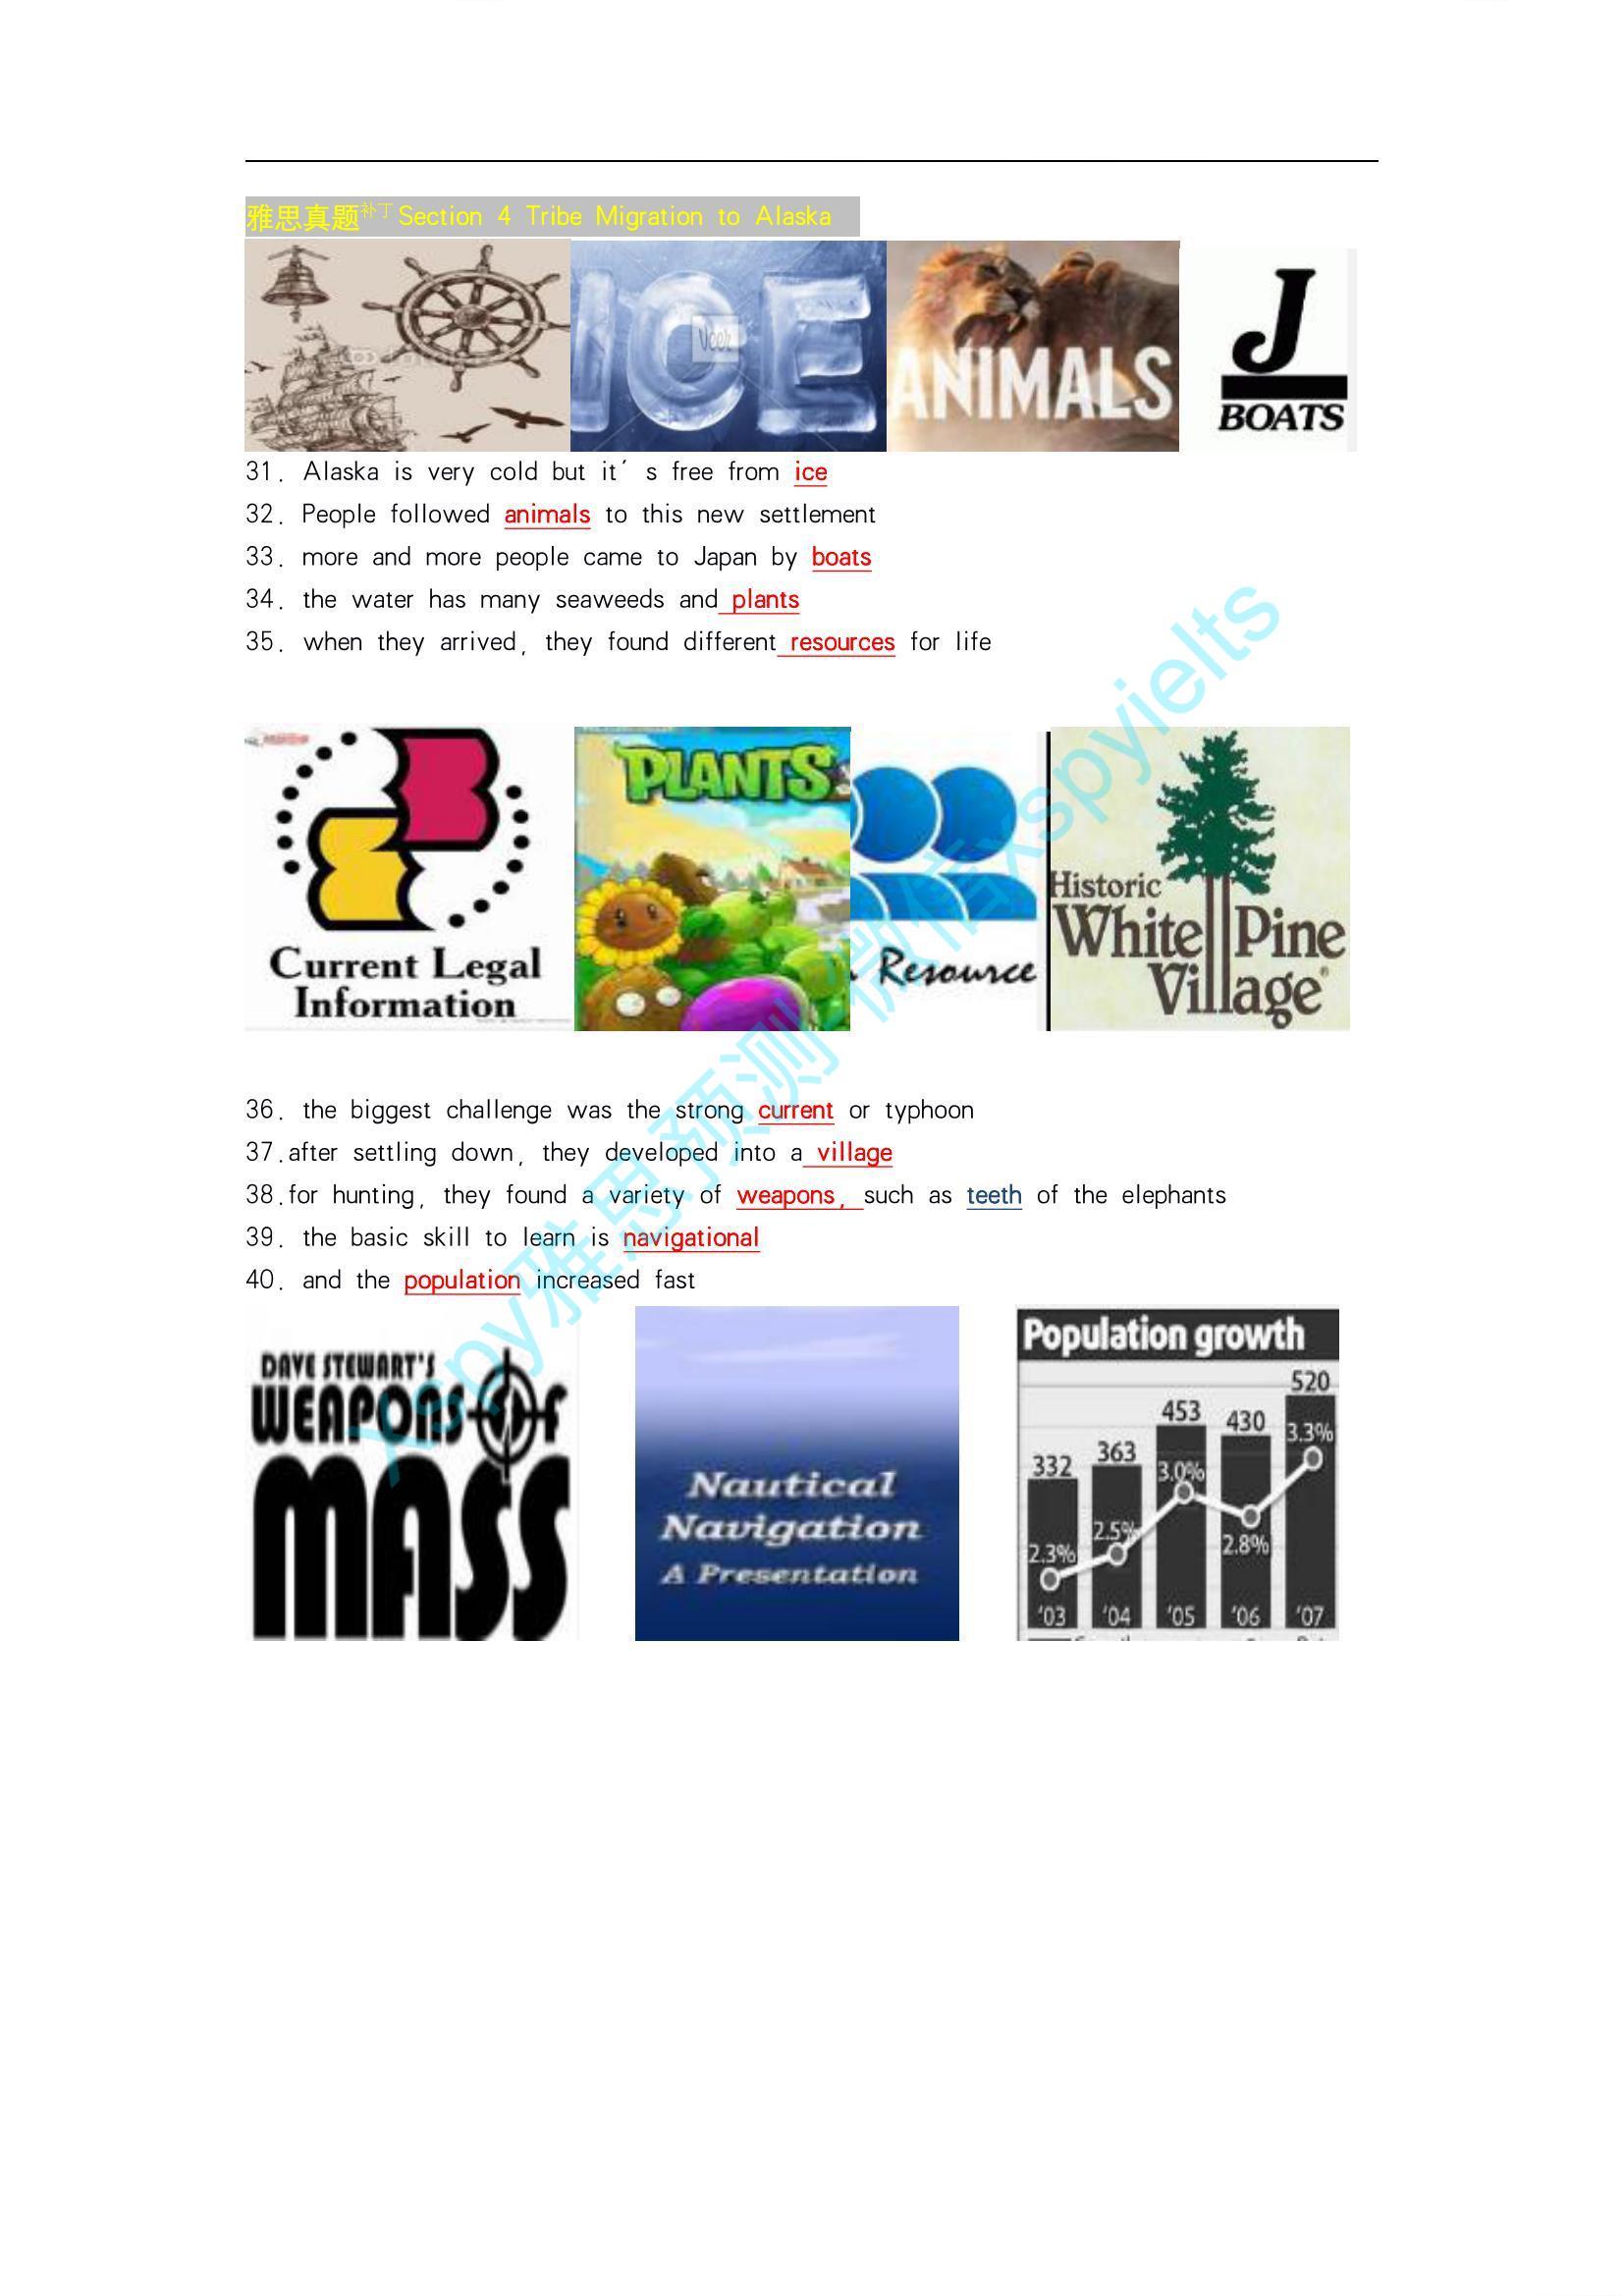 雅思真题补丁 Section 4 Tribe Migration to Alaska
ICE
Veer
ANIMALS
J
BOATS
31. Alaska is very cold but it´s free from ice
32. People followed animals to this new settlement
33. more and more people came to Japan by boats
34. the water has many seaweeds and plants
35. when they arrived, they found different resources for life
Current Legal
Information
PLANTS
Resource
Historic
White Pine
Village
36. the biggest challenge was the strong current or typhoon
37.after settling down, they developed into a village
38.for hunting, they found a variety of weapons, such as teeth of the elephants
39. the basic skill to learn is navigational
40. and the population increased fast
DAVE STEWART'S
WEAPONS OF
MASS
Nautical
Navigation
A Presentation
Population growth
332 363 453 430 520
2.3% 2.5% 3.0% 2.8% 3.3%
'03 '04 '05 '06 '07
xspy雅思预测 微信xspyielts